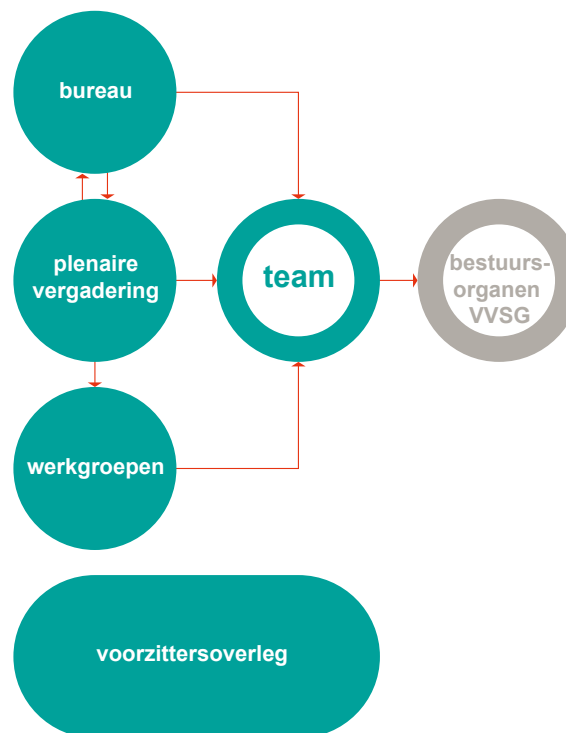 bureau
plenaire
vergadering
team
bestuurs-
organen
VVSG
werkgroepen
voorzittersoverleg